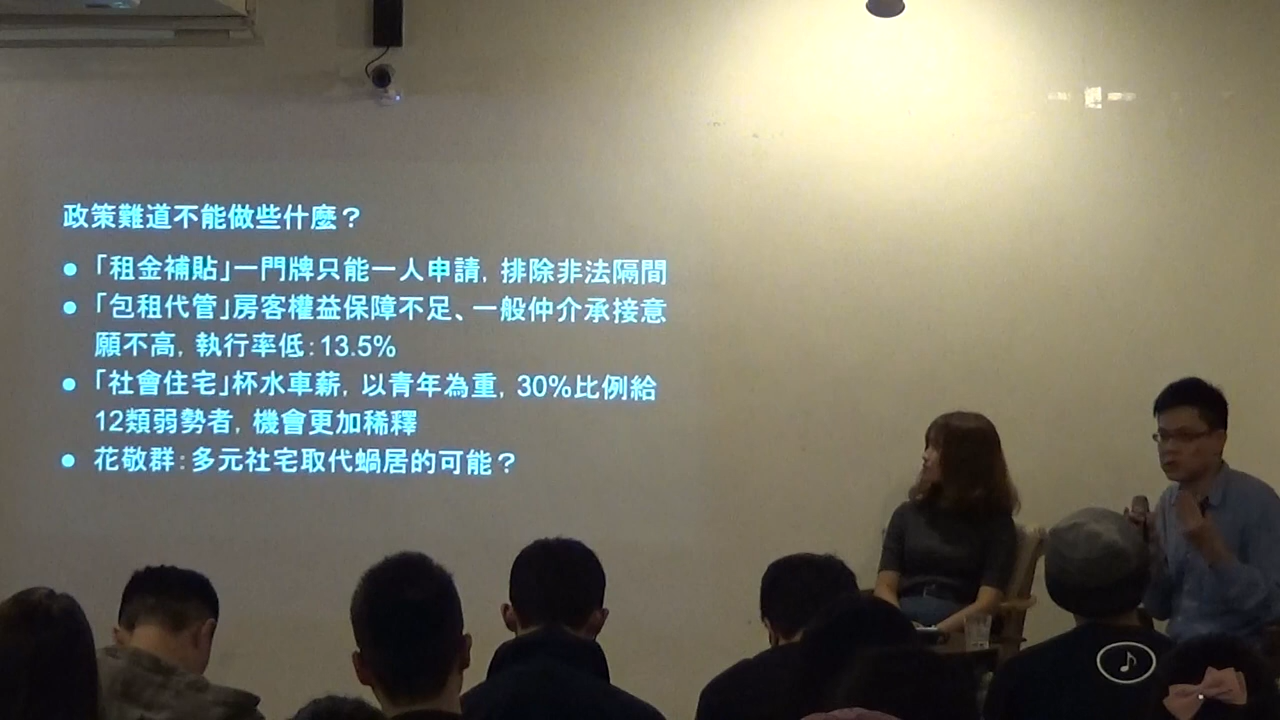 政策難道不能做些什麼？
● 「租金補貼」一門牌只能一人申請，排除非法隔間
● 「包租代管」房客權益保障不足、一般仲介承接意
願不高，執行率低：13.5%
● 「社會住宅」杯水車薪，以青年為重，30%比例給
12類弱勢者，機會更加稀釋
● 花敬群：多元社宅取代蝸居的可能？